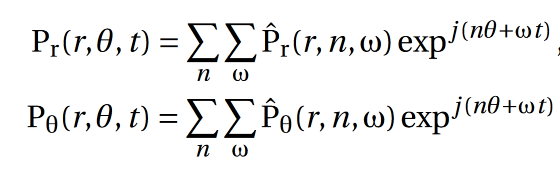 P_r(r,θ,t) = ∑_n ∑_ω P̂_r(r,n,ω) exp^{j(nθ+ωt)},
P_θ(r,θ,t) = ∑_n ∑_ω P̂_θ(r,n,ω) exp^{j(nθ+ωt)}